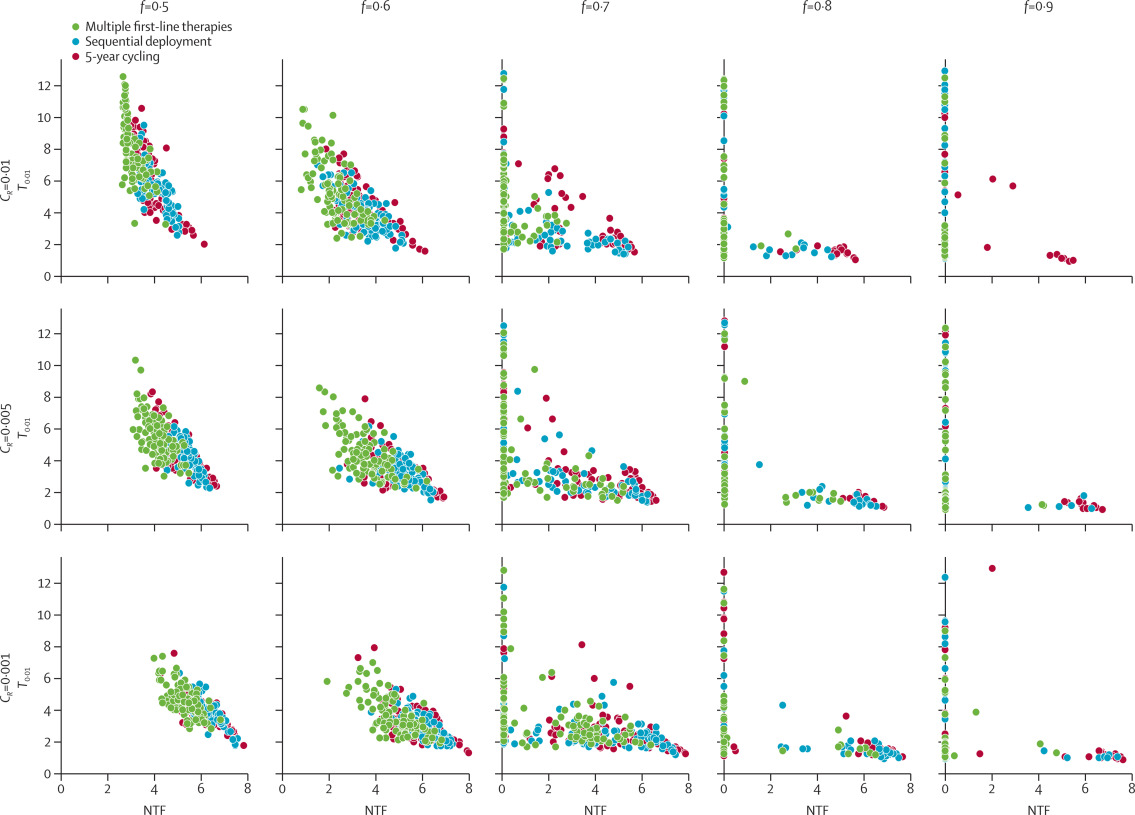 f=0·5 f=0·6 f=0·7 f=0·8 f=0·9
Multiple first-line therapies
Sequential deployment
5-year cycling
12
10
8
6
4
2
0
C_R=0·01
T_0·01
12
10
8
6
4
2
0
C_R=0·005
T_0·01
12
10
8
6
4
2
0
C_R=0·001
T_0·01
0 2 4 6 8 0 2 4 6 8 0 2 4 6 8 0 2 4 6 8 0 2 4 6 8
NTF NTF NTF NTF NTF